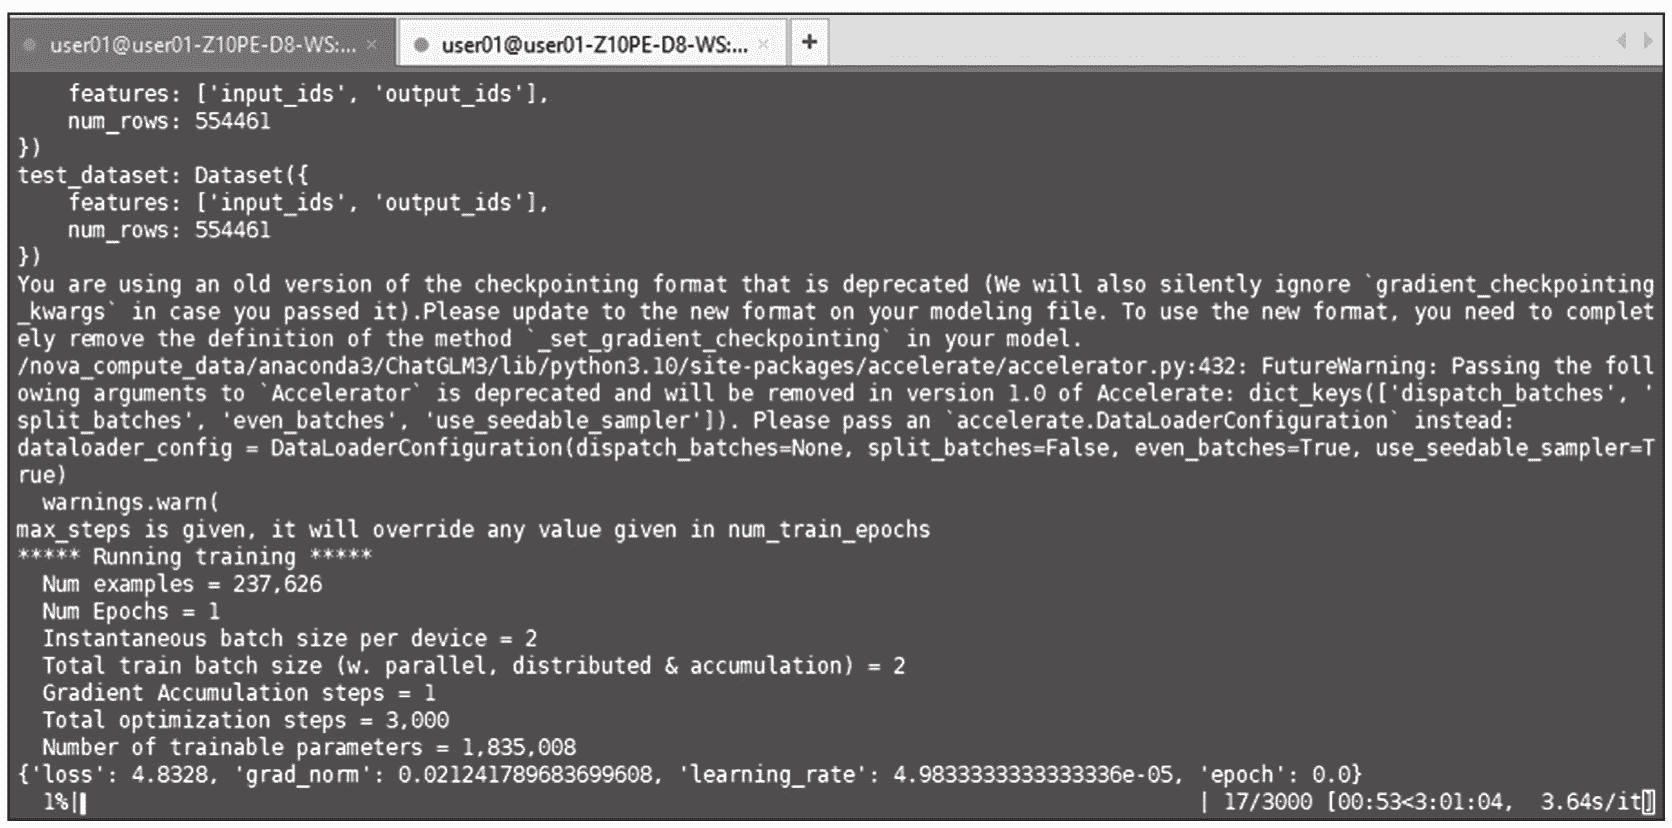 user01@user01-Z10PE-D8-WS:... × user01@user01-Z10PE-D8-WS:... × +
features: ['input_ids', 'output_ids'],
num_rows: 554461
})
test_dataset: Dataset({
features: ['input_ids', 'output_ids'],
num_rows: 554461
})
You are using an old version of the checkpointing format that is deprecated (We will also silently ignore `gradient_checkpointing
_kwargs` in case you passed it).Please update to the new format on your modeling file. To use the new format, you need to complet
ely remove the definition of the method `_set_gradient_checkpointing` in your model.
/nova_compute_data/anaconda3/ChatGLM3/lib/python3.10/site-packages/accelerate/accelerator.py:432: FutureWarning: Passing the foll
owing arguments to `Accelerator` is deprecated and will be removed in version 1.0 of Accelerate: dict_keys(['dispatch_batches', '
split_batches', 'even_batches', 'use_seedable_sampler']). Please pass an `accelerate.DataLoaderConfiguration` instead:
dataloader_config = DataLoaderConfiguration(dispatch_batches=None, split_batches=False, even_batches=True, use_seedable_sampler=T
rue)
warnings.warn(
max_steps is given, it will override any value given in num_train_epochs
***** Running training *****
Num examples = 237,626
Num Epochs = 1
Instantaneous batch size per device = 2
Total train batch size (w. parallel, distributed & accumulation) = 2
Gradient Accumulation steps = 1
Total optimization steps = 3,000
Number of trainable parameters = 1,835,008
{'loss': 4.8328, 'grad_norm': 0.021241789683699608, 'learning_rate': 4.9833333333333336e-05, 'epoch': 0.0}
1%| | 17/3000 [00:53<3:01:04, 3.64s/it]